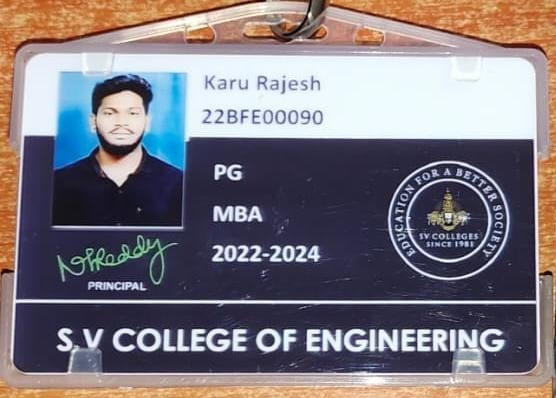 Karu Rajesh
22BFE00090
PG
MBA
2022-2024
EDUCATION FOR A BETTER SOCIETY
SV COLLEGES
SINCE 1981
PRINCIPAL
S V COLLEGE OF ENGINEERING